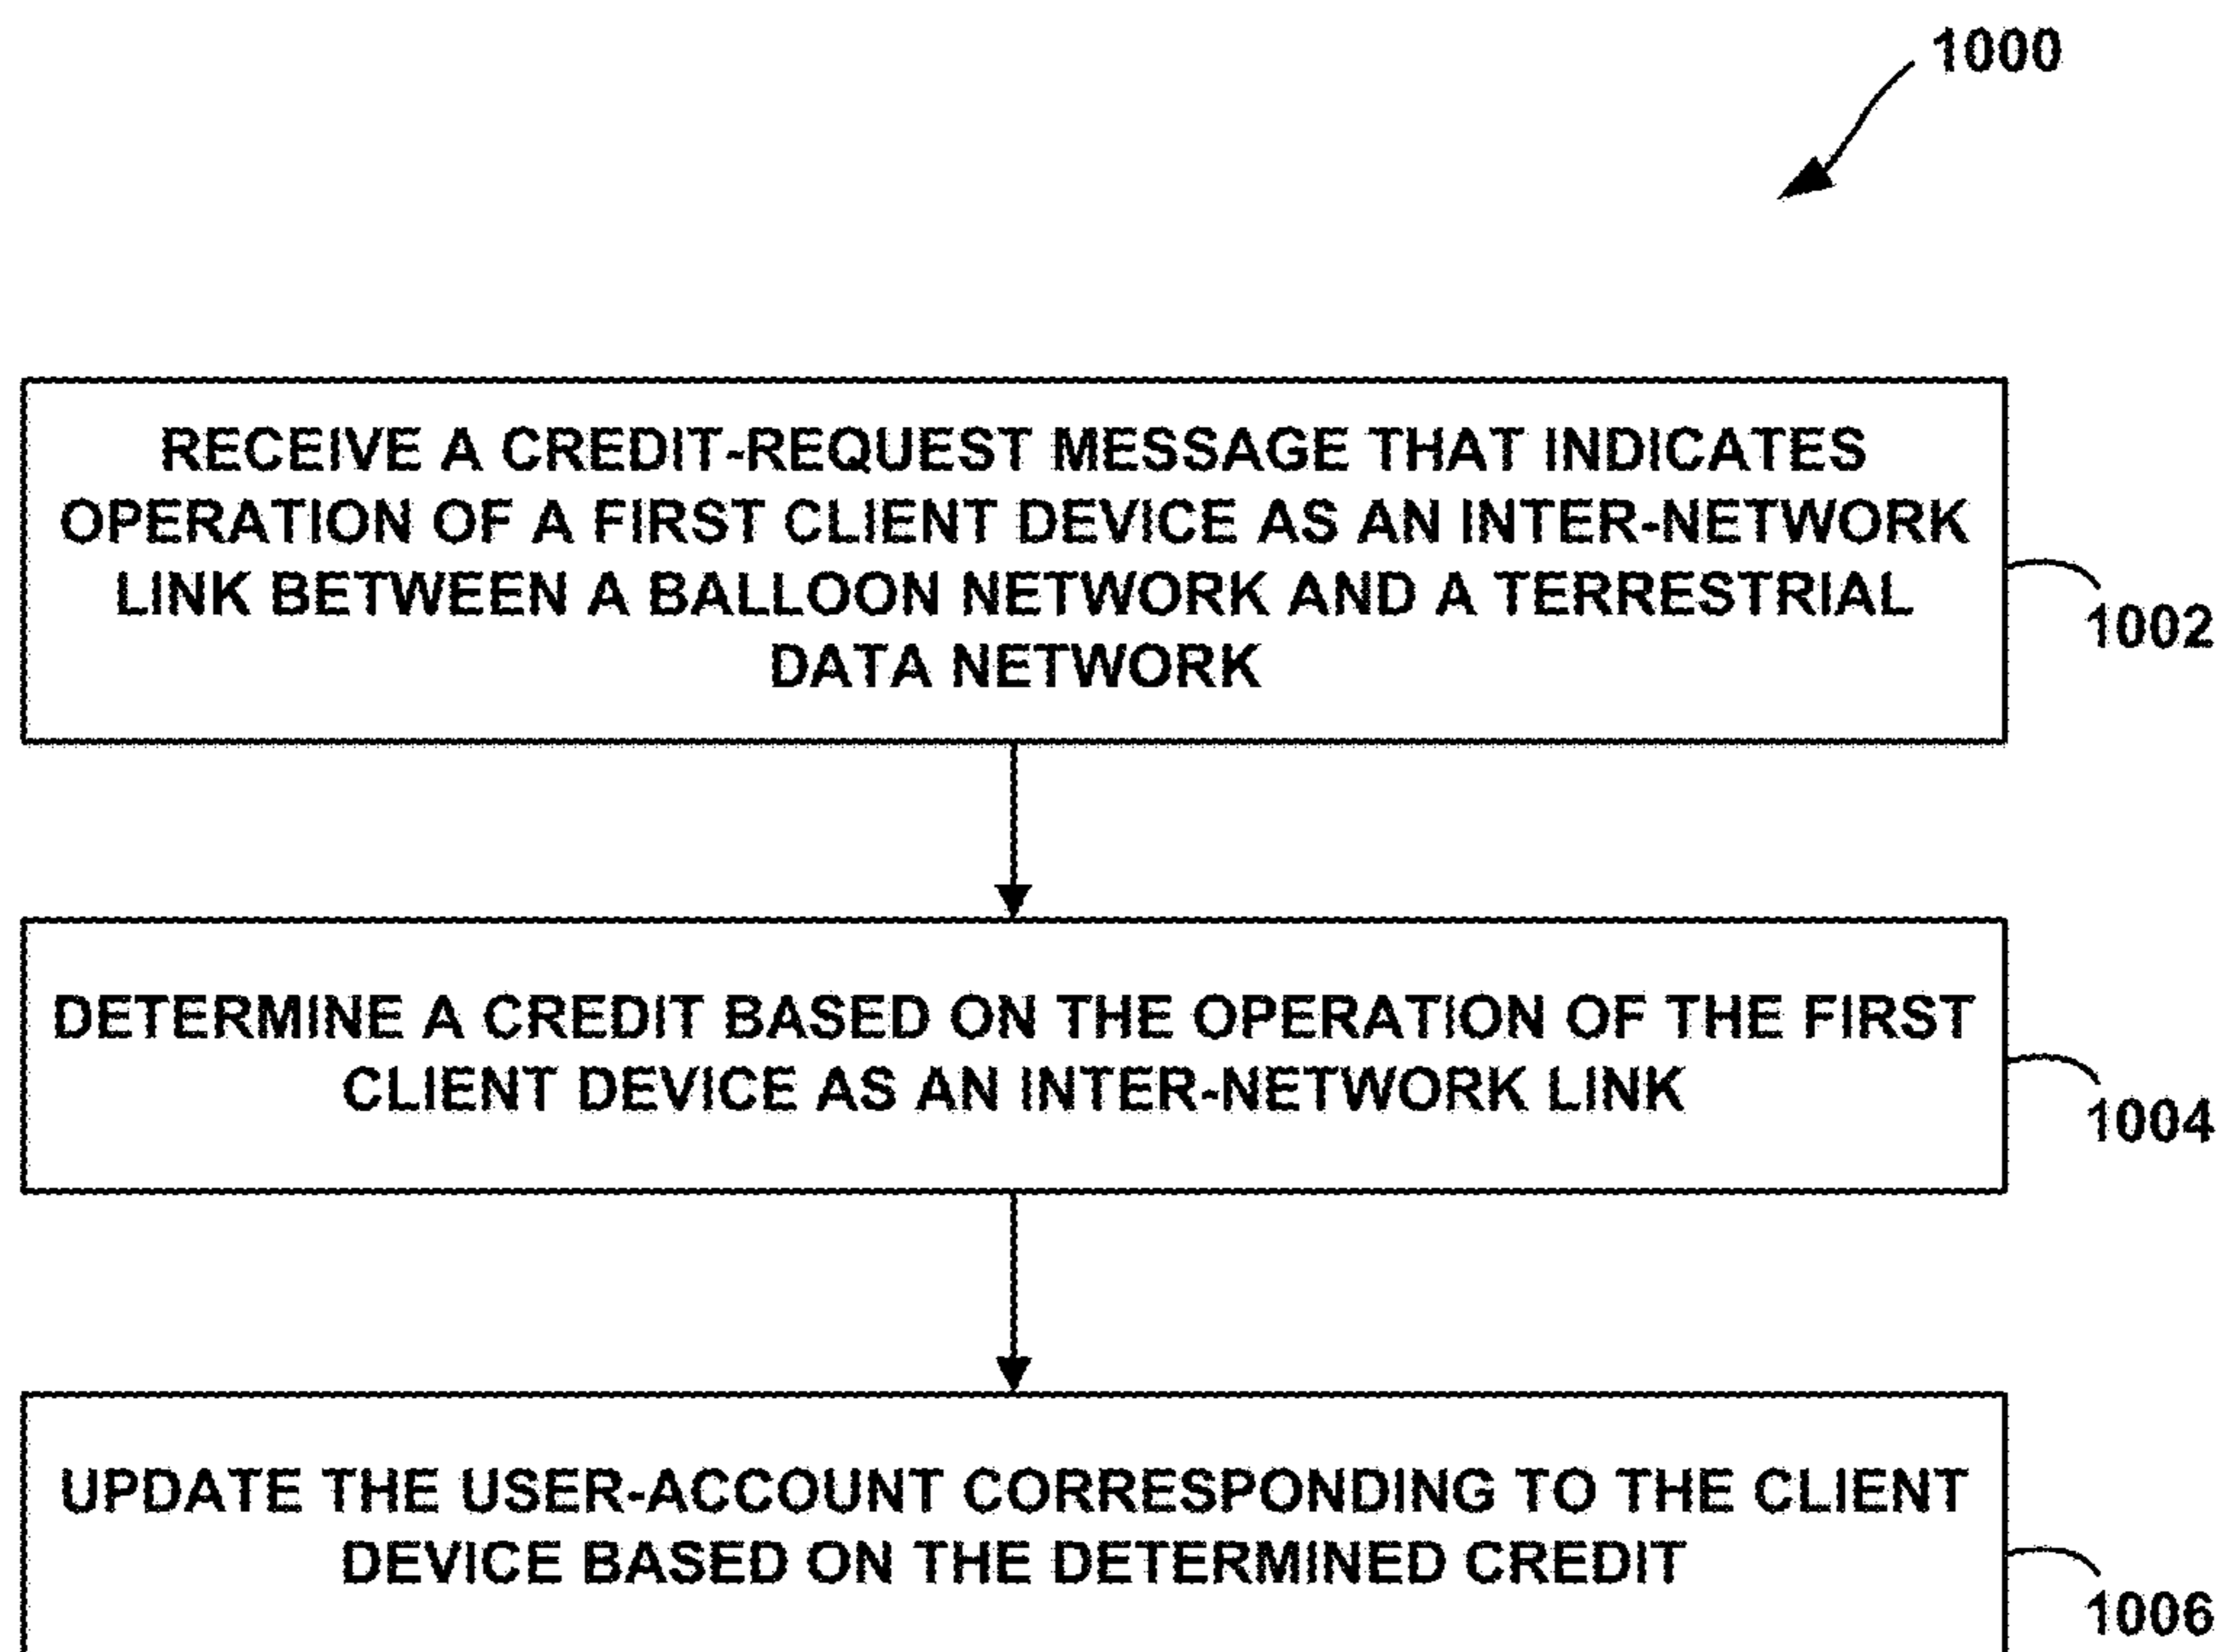 1000
RECEIVE A CREDIT-REQUEST MESSAGE THAT INDICATES
OPERATION OF A FIRST CLIENT DEVICE AS AN INTER-NETWORK
LINK BETWEEN A BALLOON NETWORK AND A TERRESTRIAL
DATA NETWORK
1002
DETERMINE A CREDIT BASED ON THE OPERATION OF THE FIRST
CLIENT DEVICE AS AN INTER-NETWORK LINK
1004
UPDATE THE USER-ACCOUNT CORRESPONDING TO THE CLIENT
DEVICE BASED ON THE DETERMINED CREDIT
1006